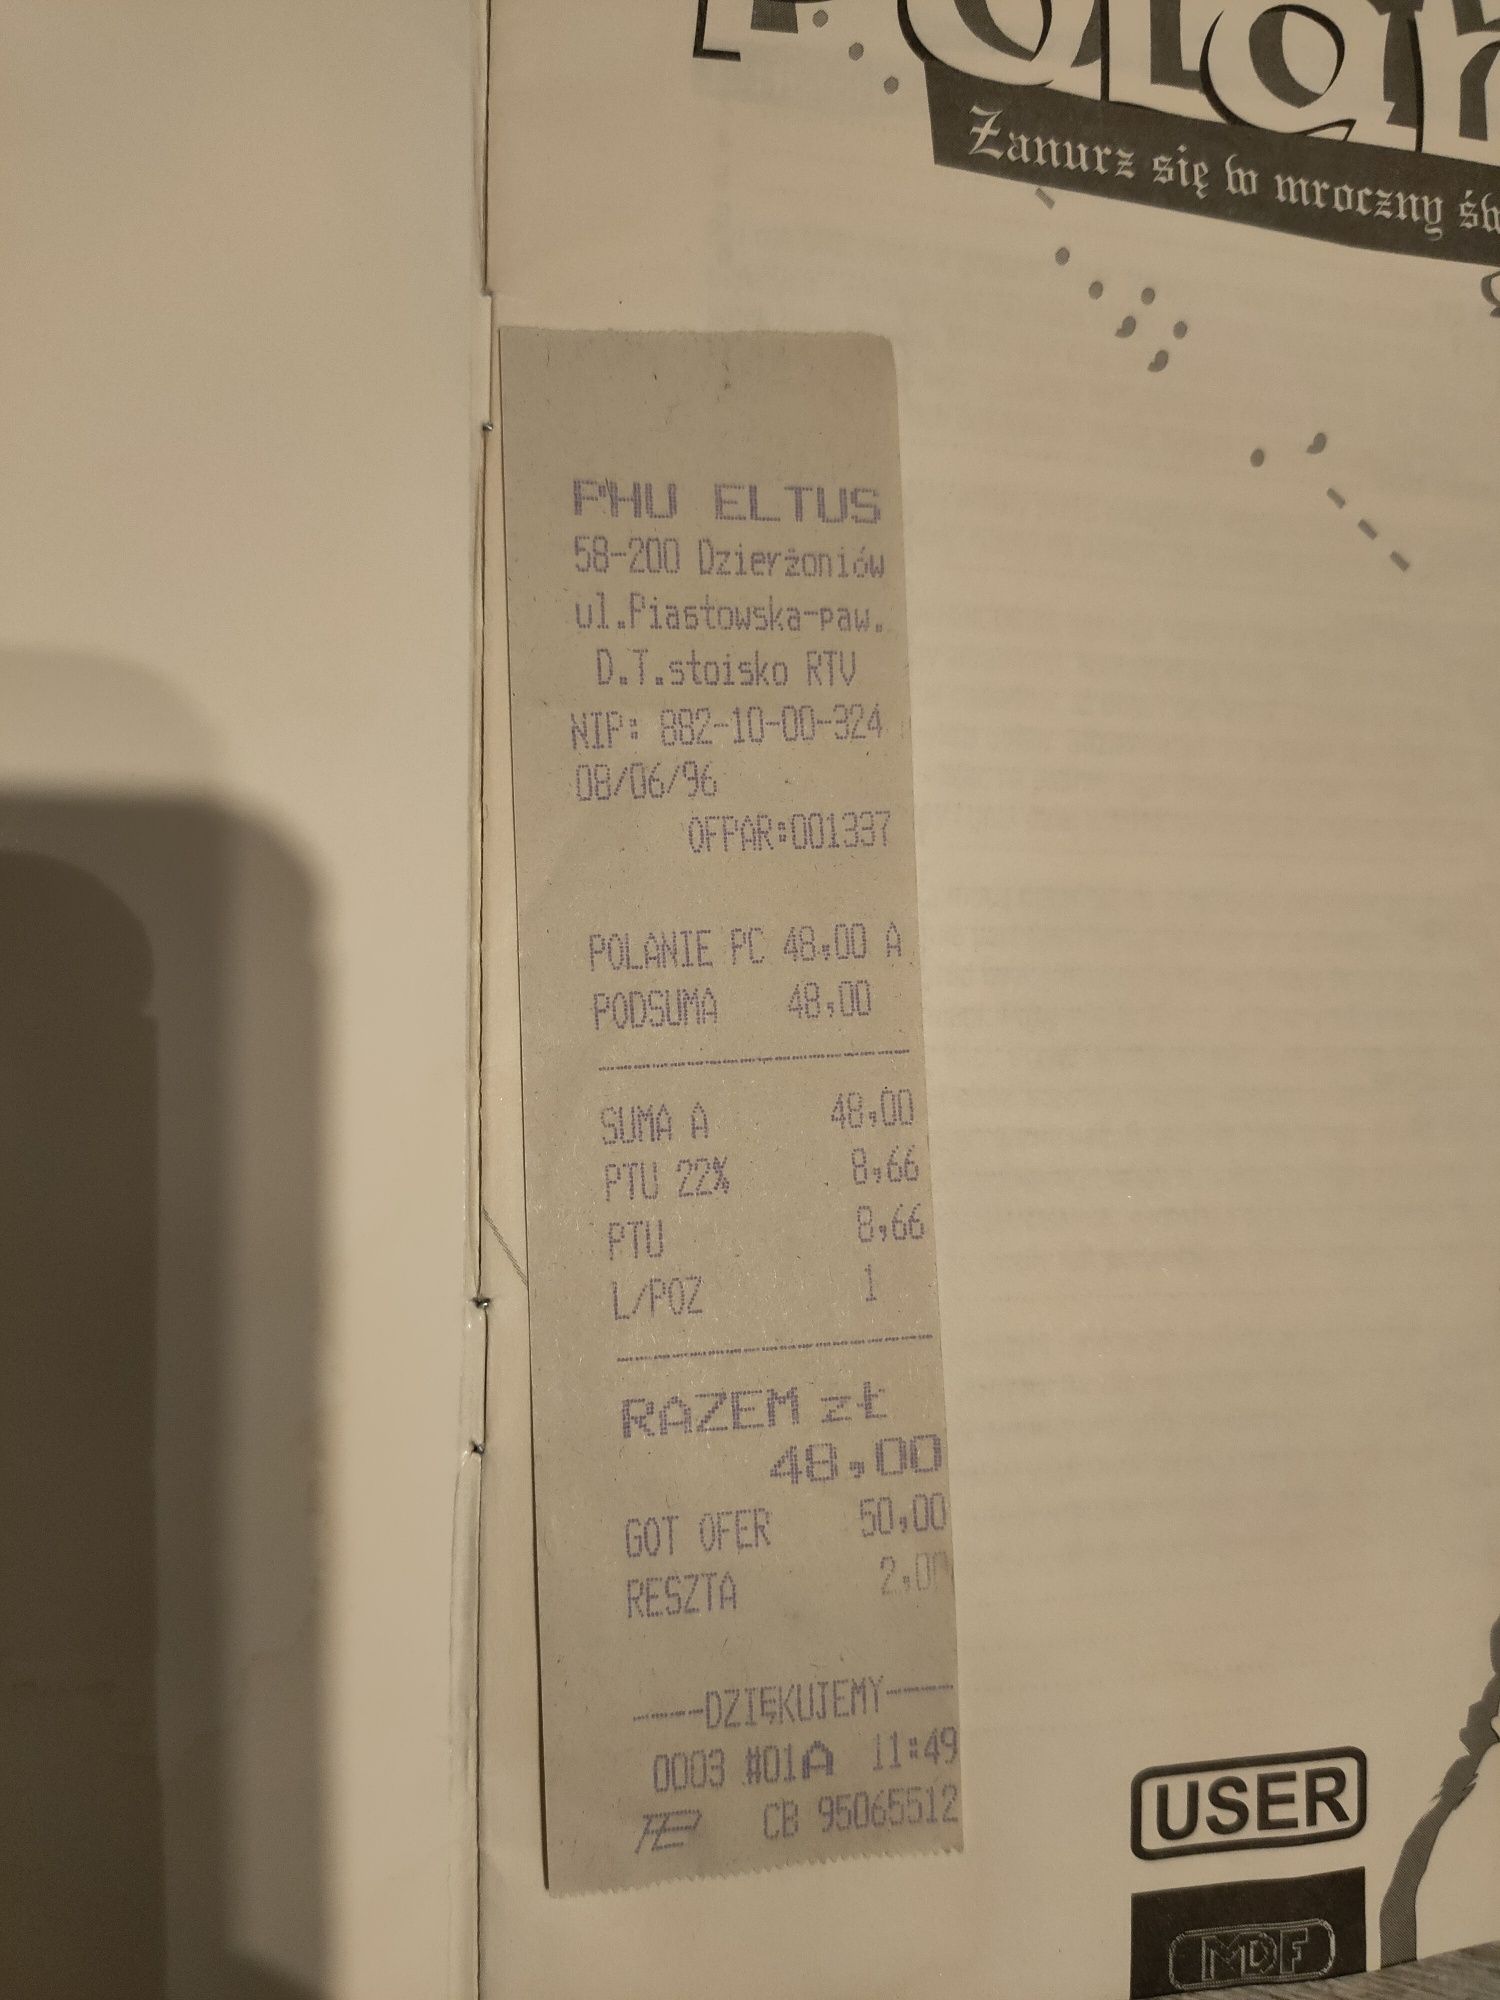 Zanurz się w mroczny
PHU ELTUS
58-200 Dzierżoniów
ul.Piastowska-paw.
D.T.stoisko RTV
NIP: 882-10-00-324
08/06/96
OFPAR:001337
POLANIE PC 48,00 A
PODSUMA 48,00
SUMA A 48,00
PTU 22% 8,66
PTU 8,66
L/POZ 1
RAZEM zł
48,00
GOT OFER 50,00
RESZTA 2,00
----DZIĘKUJEMY----
0003 #01A 11:49
CB 95065512
USER
MDF